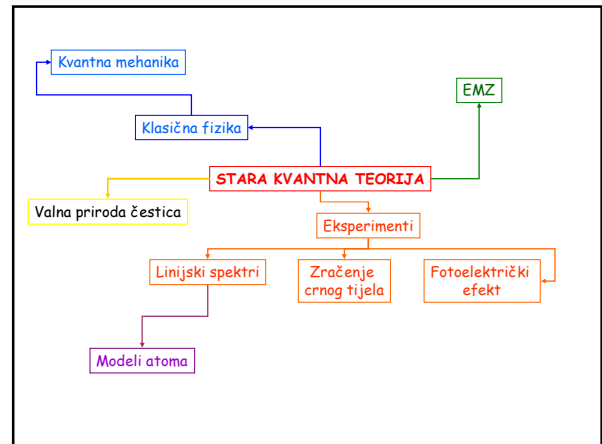 Kvantna mehanika
EMZ
Klasična fizika
STARA KVANTNA TEORIJA
Valna priroda čestica
Eksperimenti
Linijski spektri
Zračenje
crnog tijela
Fotoelektrički
efekt
Modeli atoma